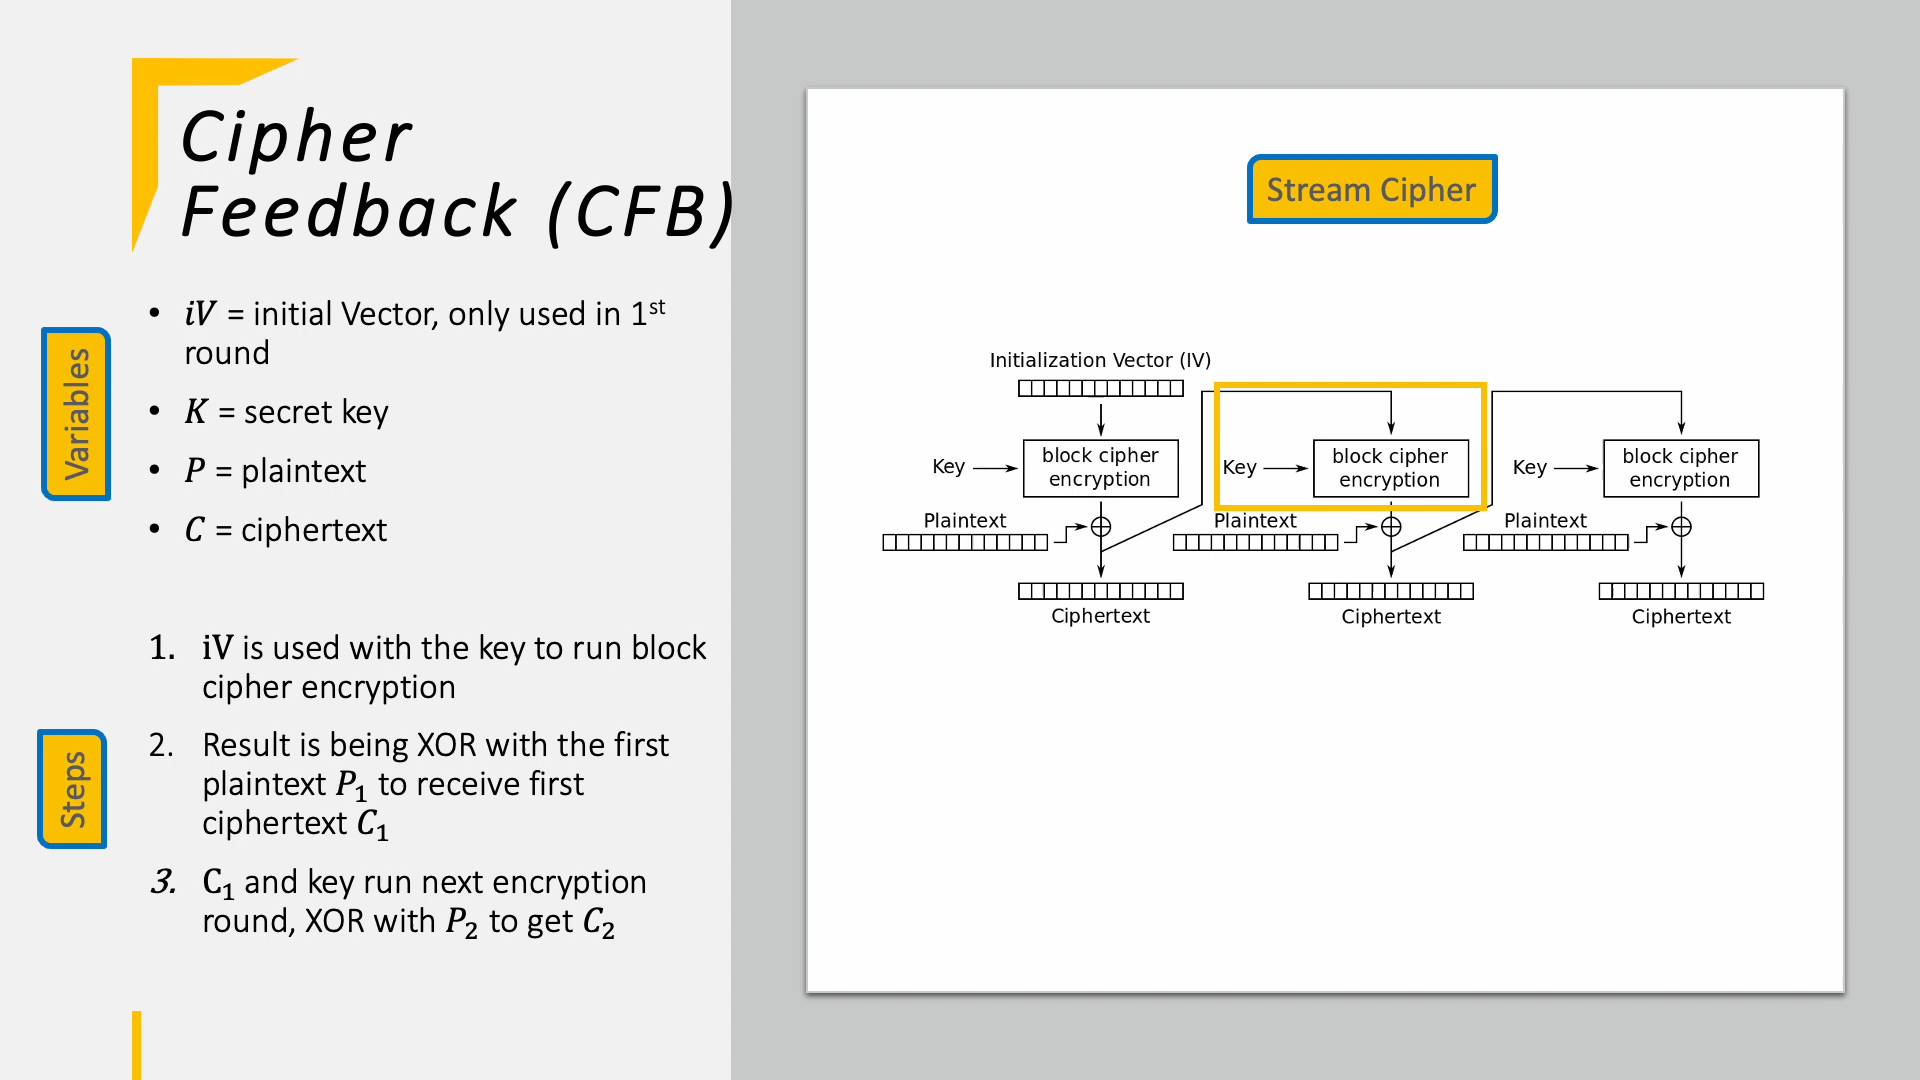 Cipher
Feedback (CFB)
Variables
• iV = initial Vector, only used in 1st
round
• K = secret key
• P = plaintext
• C = ciphertext
Steps
1. iV is used with the key to run block
cipher encryption
2. Result is being XOR with the first
plaintext P₁ to receive first
ciphertext C₁
3. C₁ and key run next encryption
round, XOR with P₂ to get C₂
Stream Cipher
Initialization Vector (IV)
Key
block cipher
encryption
Plaintext
Ciphertext
Key
block cipher
encryption
Plaintext
Ciphertext
Key
block cipher
encryption
Plaintext
Ciphertext